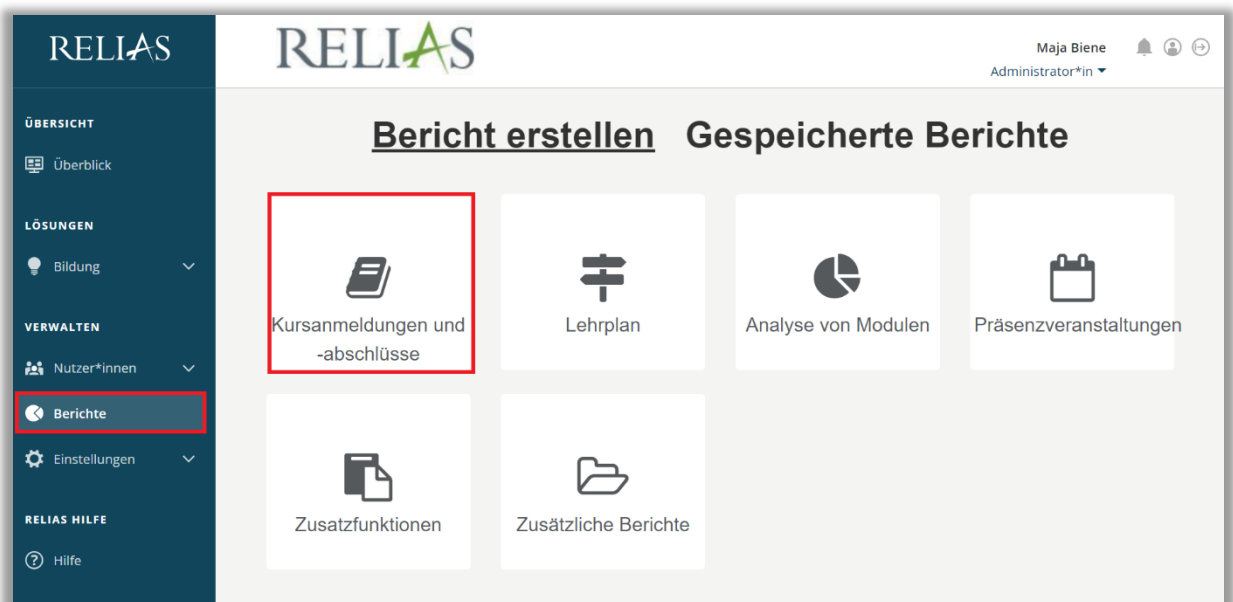 RELIAS
RELIAS
Maja Biene
Administrator*in
ÜBERSICHT
Überblick
LÖSUNGEN
Bildung
VERWALTEN
Nutzer*innen
Berichte
Einstellungen
RELIAS HILFE
Hilfe
Bericht erstellen Gespeicherte Berichte
Kursanmeldungen und
-abschlüsse
Lehrplan
Analyse von Modulen
Präsenzveranstaltungen
Zusatzfunktionen
Zusätzliche Berichte